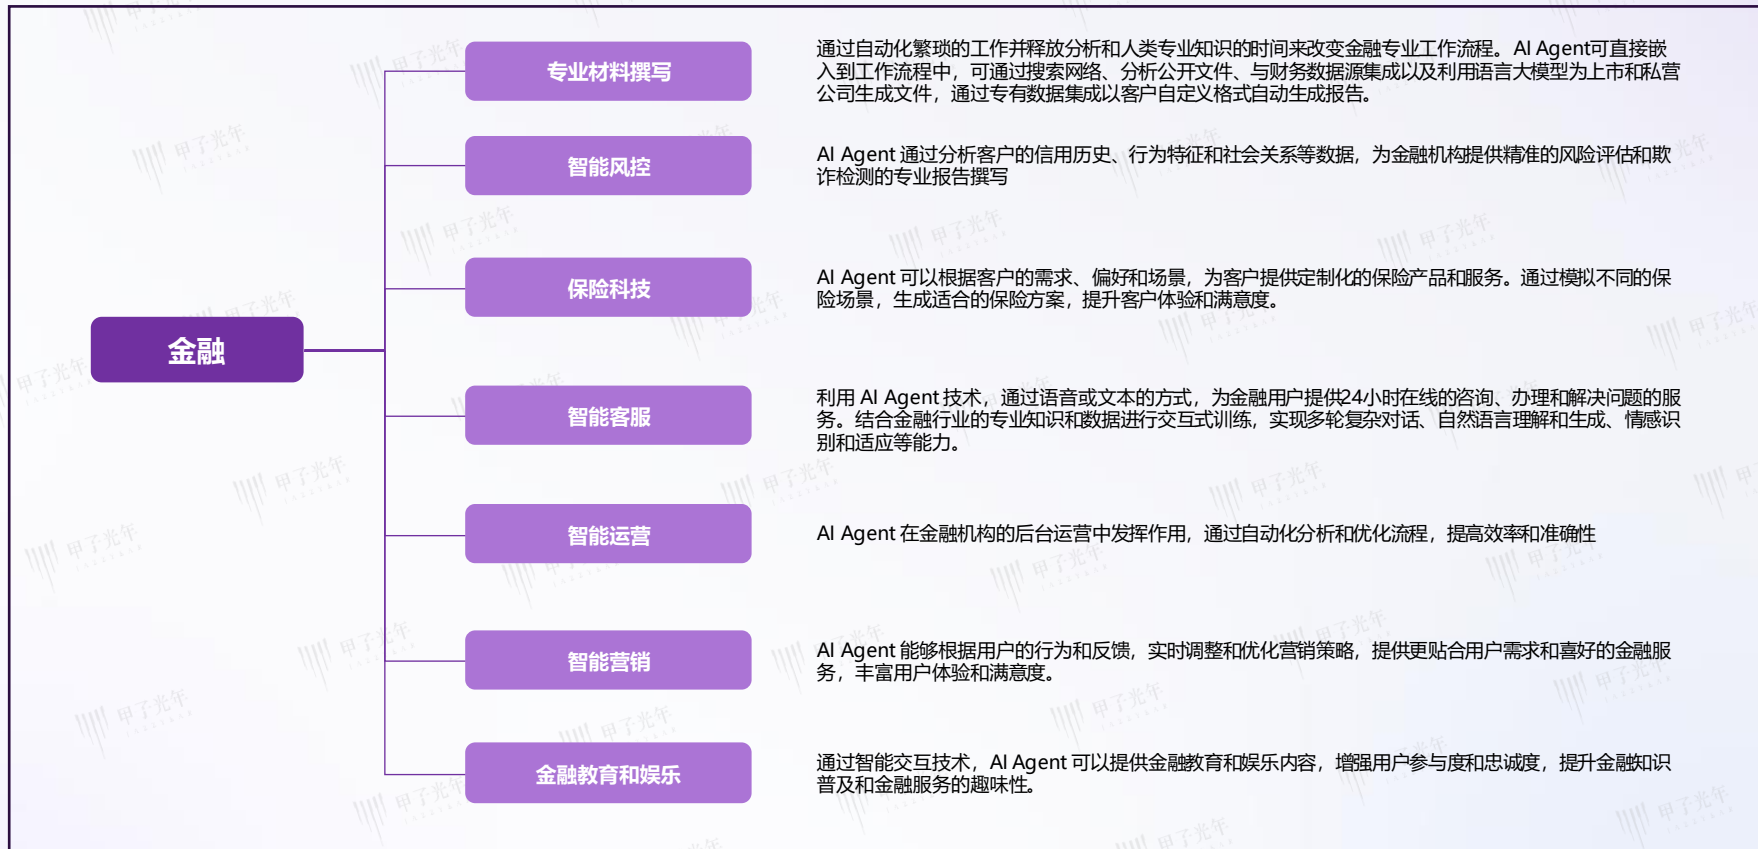 金融
专业材料撰写
通过自动化繁琐的工作并释放分析和人类专业知识的时间来改变金融专业工作流程。AI Agent可直接嵌
入到工作流程中，可通过搜索网络、分析公开文件、与财务数据源集成以及利用语言大模型为上市和私营
公司生成文件，通过专有数据集成以客户自定义格式自动生成报告。
智能风控
AI Agent 通过分析客户的信用历史、行为特征和社会关系等数据，为金融机构提供精准的风险评估和欺
诈检测的专业报告撰写
保险科技
AI Agent 可以根据客户的需求、偏好和场景，为客户提供定制化的保险产品和服务。通过模拟不同的保
险场景，生成适合的保险方案，提升客户体验和满意度。
智能客服
利用 AI Agent 技术，通过语音或文本的方式，为金融用户提供24小时在线的咨询、办理和解决问题的服
务。结合金融行业的专业知识和数据进行交互式训练，实现多轮复杂对话、自然语言理解和生成、情感识
别和适应等能力。
智能运营
AI Agent 在金融机构的后台运营中发挥作用，通过自动化分析和优化流程，提高效率和准确性
智能营销
AI Agent 能够根据用户的行为和反馈，实时调整和优化营销策略，提供更贴合用户需求和喜好的金融服
务，丰富用户体验和满意度。
金融教育和娱乐
通过智能交互技术，AI Agent 可以提供金融教育和娱乐内容，增强用户参与度和忠诚度，提升金融知识
普及和金融服务的趣味性。
甲子光年